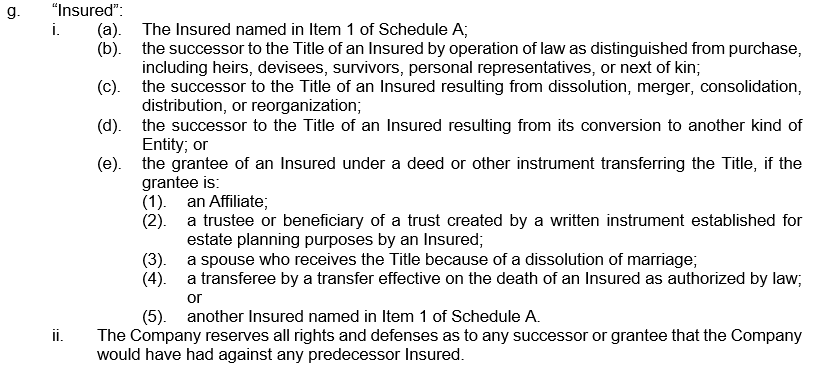 g. “Insured”:
i. (a). The Insured named in Item 1 of Schedule A;
(b). the successor to the Title of an Insured by operation of law as distinguished from purchase,
including heirs, devisees, survivors, personal representatives, or next of kin;
(c). the successor to the Title of an Insured resulting from dissolution, merger, consolidation,
distribution, or reorganization;
(d). the successor to the Title of an Insured resulting from its conversion to another kind of
Entity; or
(e). the grantee of an Insured under a deed or other instrument transferring the Title, if the
grantee is:
(1). an Affiliate;
(2). a trustee or beneficiary of a trust created by a written instrument established for
estate planning purposes by an Insured;
(3). a spouse who receives the Title because of a dissolution of marriage;
(4). a transferee by a transfer effective on the death of an Insured as authorized by law;
or
(5). another Insured named in Item 1 of Schedule A.
ii. The Company reserves all rights and defenses as to any successor or grantee that the Company
would have had against any predecessor Insured.